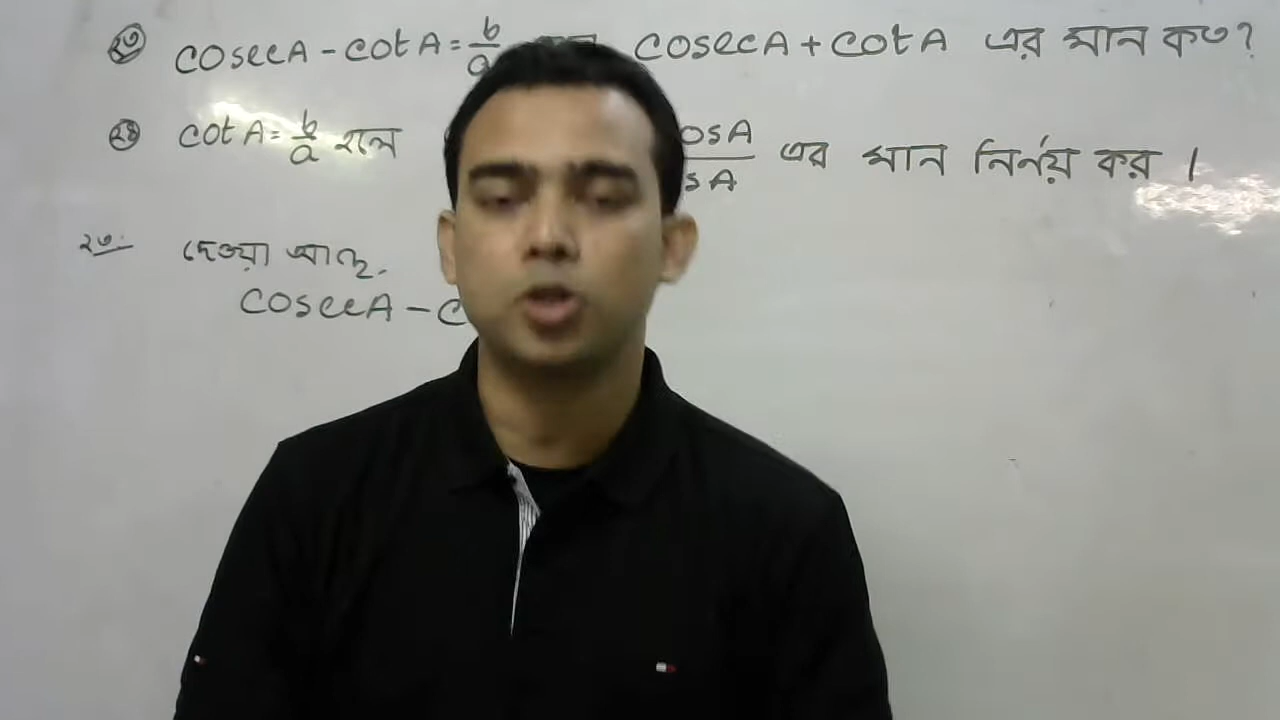 ২৩ cosecA - cotA = b/a cosecA + cotA এর মান কত?
২৪ cotA = b/a হলে osA/sA এর মান নির্ণয় কর।
২৩. দেওয়া আছে,
cosecA - c